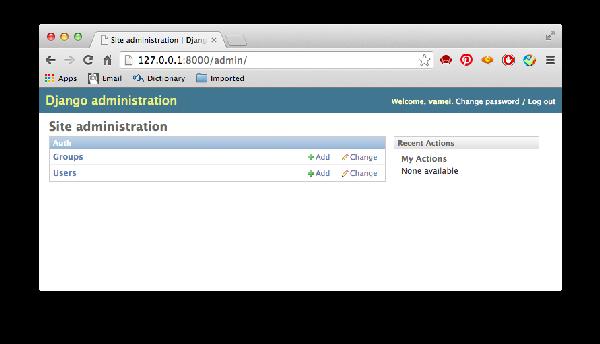 Site administration | Djang
127.0.0.1:8000/admin/
Apps Email Dictionary Imported
Django administration
Welcome, vamei. Change password / Log out
Site administration
Auth
Groups Add Change
Users Add Change
Recent Actions
My Actions
None available